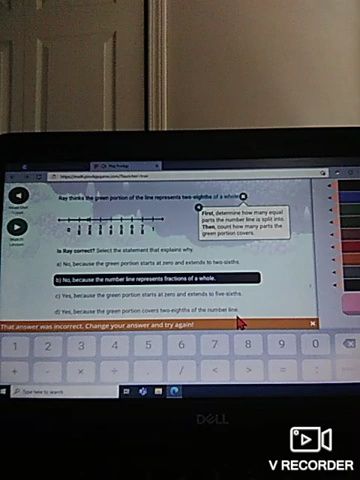 Play Prodigy
Ray thinks the green portion of the line represents two-eighths of a whole.
First, determine how many equal
parts the number line is split into
Then, count how many parts the
green portion covers.
Watch
Lesson
0
1
Is Ray correct? Select the statement that explains why.
a) No, because the green portion starts at zero and extends to two-sixths.
b) No, because the number line represents fractions of a whole.
c) Yes, because the green portion starts at zero and extends to five-sixths.
d) Yes, because the green portion covers two-eighths of the number line.
That answer was incorrect. Change your answer and try again!
1 2 3 4 5 6 7 8 9 0
+ - × ÷ / < > = : .
Type here to search
DELL
V RECORDER